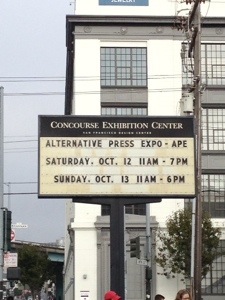 JEWELRY
CONCOURSE EXHIBITION CENTER
SAN FRANCISCO DESIGN CENTER
ALTERNATIVE PRESS EXPO - APE
SATURDAY. OCT. 12 11AM - 7PM
SUNDAY. OCT. 13 11AM - 6PM